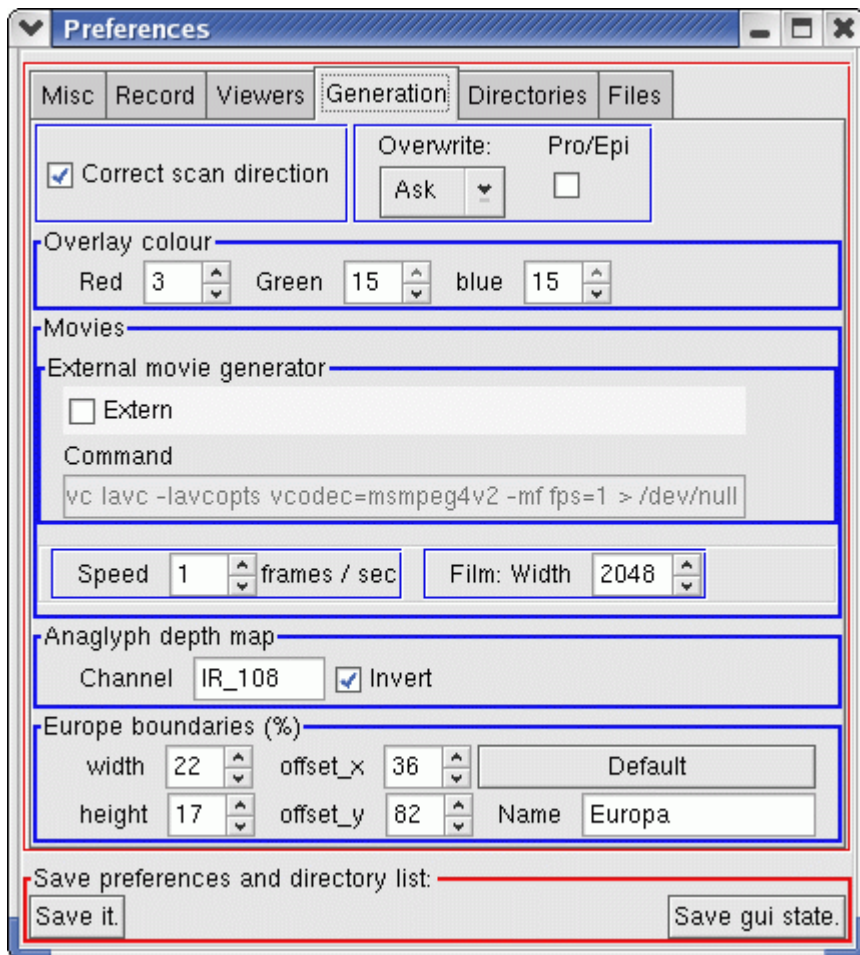 Preferences
Misc Record Viewers Generation Directories Files
Overwrite: Pro/Epi
Correct scan direction
Ask
Overlay colour
Red 3 Green 15 blue 15
Movies
External movie generator
Extern
Command
vc lavc -lavcopts vcodec=msmpeg4v2 -mf fps=1 > /dev/null
Speed 1 frames / sec Film: Width 2048
Anaglyph depth map
Channel IR_108 Invert
Europe boundaries (%)
width 22 offset_x 36 Default
height 17 offset_y 82 Name Europa
Save preferences and directory list:
Save it. Save gui state.